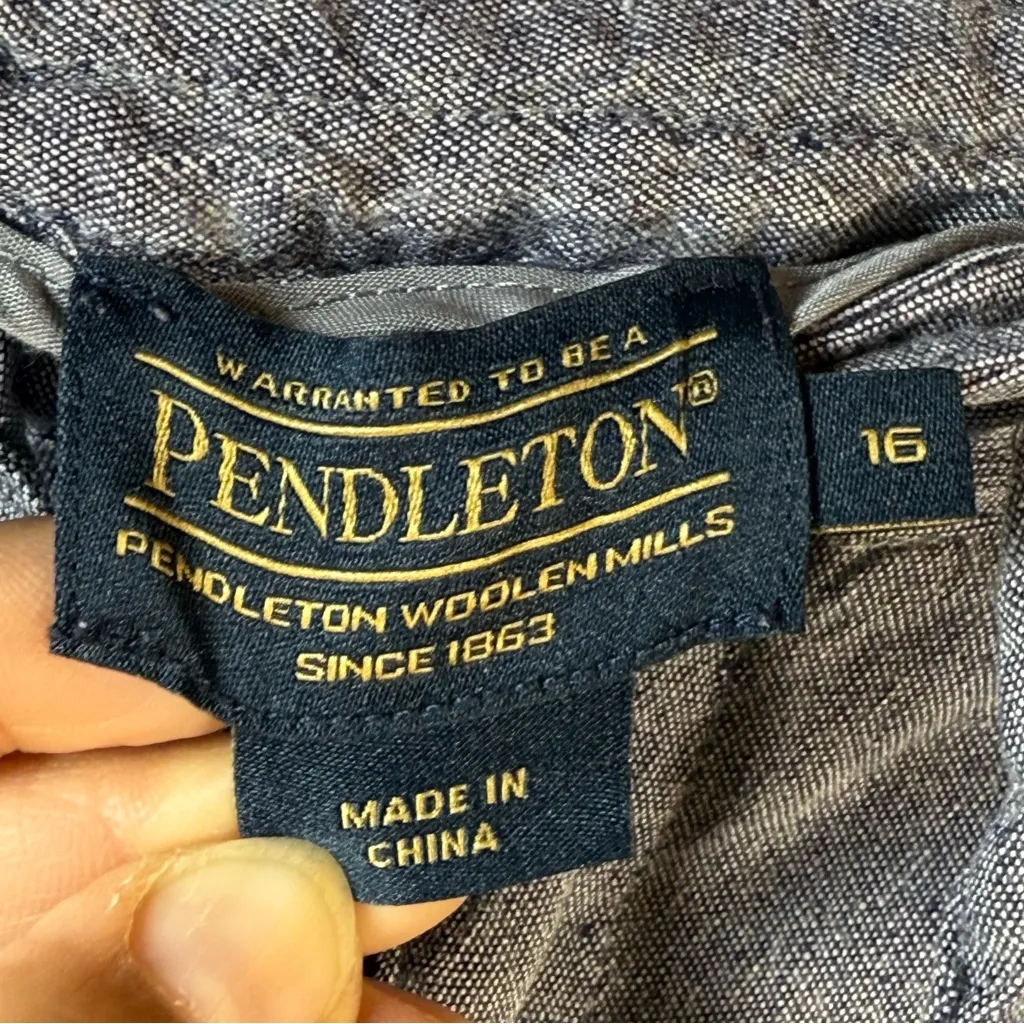 WARRANTED TO BE A
PENDLETON®
PENDLETON WOOLEN MILLS
SINCE 1863
16
MADE IN
CHINA